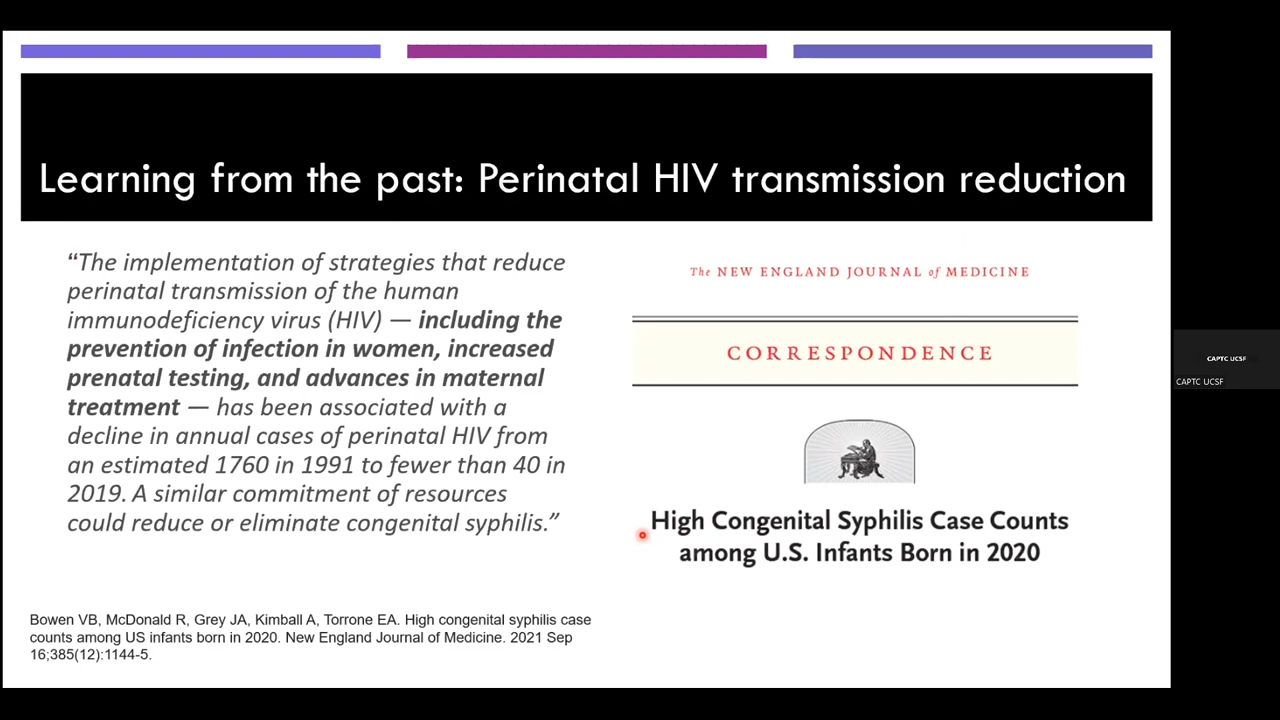 Learning from the past: Perinatal HIV transmission reduction
“The implementation of strategies that reduce
perinatal transmission of the human
immunodeficiency virus (HIV) — including the
prevention of infection in women, increased
prenatal testing, and advances in maternal
treatment — has been associated with a
decline in annual cases of perinatal HIV from
an estimated 1760 in 1991 to fewer than 40 in
2019. A similar commitment of resources
could reduce or eliminate congenital syphilis.”
The NEW ENGLAND JOURNAL of MEDICINE
CORRESPONDENCE
High Congenital Syphilis Case Counts
among U.S. Infants Born in 2020
Bowen VB, McDonald R, Grey JA, Kimball A, Torrone EA. High congenital syphilis case
counts among US infants born in 2020. New England Journal of Medicine. 2021 Sep
16;385(12):1144-5.
CAPTC UCSF
CAPTC UCSF